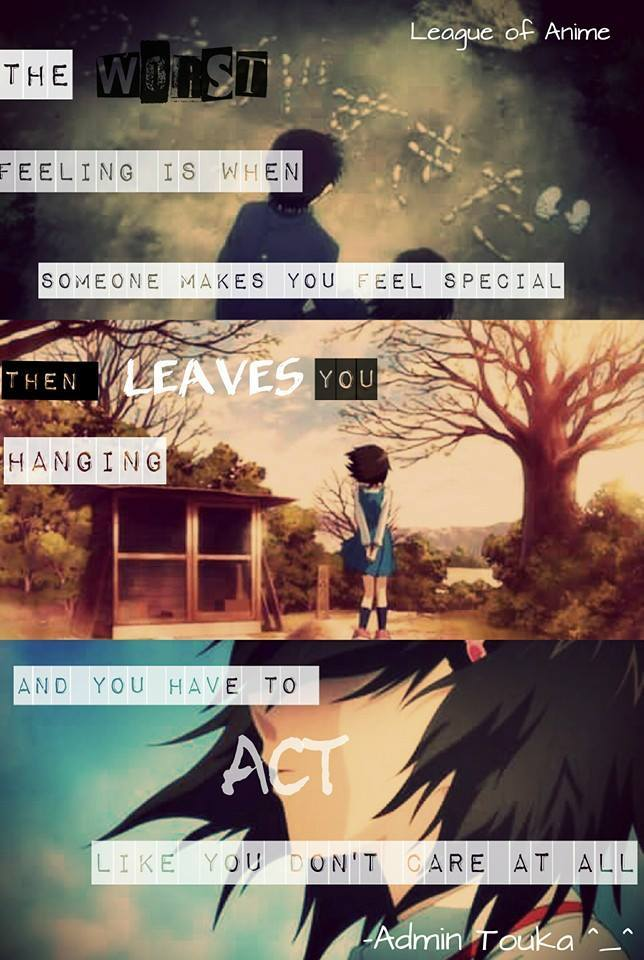 League of Anime
THE WORST
FEELING IS WHEN
SOMEONE MAKES YOU FEEL SPECIAL
THEN LEAVES YOU
HANGING
AND YOU HAVE TO
ACT
LIKE YOU DON'T CARE AT ALL
-Admin Touka ^_^